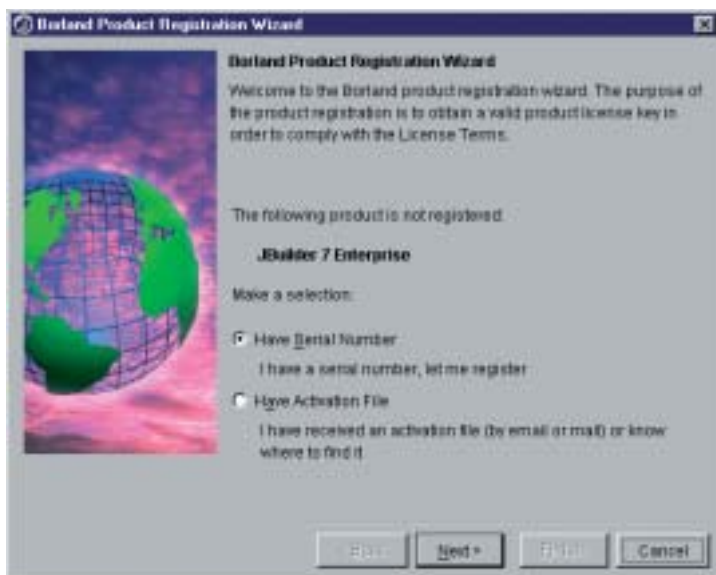 Borland Product Registration Wizard
Borland Product Registration Wizard
Welcome to the Borland product registration wizard. The purpose of
the product registration is to obtain a valid product license key in
order to comply with the License Terms.
The following product is not registered:
JBuilder 7 Enterprise
Make a selection:
Have Serial Number
I have a serial number, let me register
Have Activation File
I have received an activation file (by email or mail) or know
where to find it
< Back
Next >
Finish
Cancel